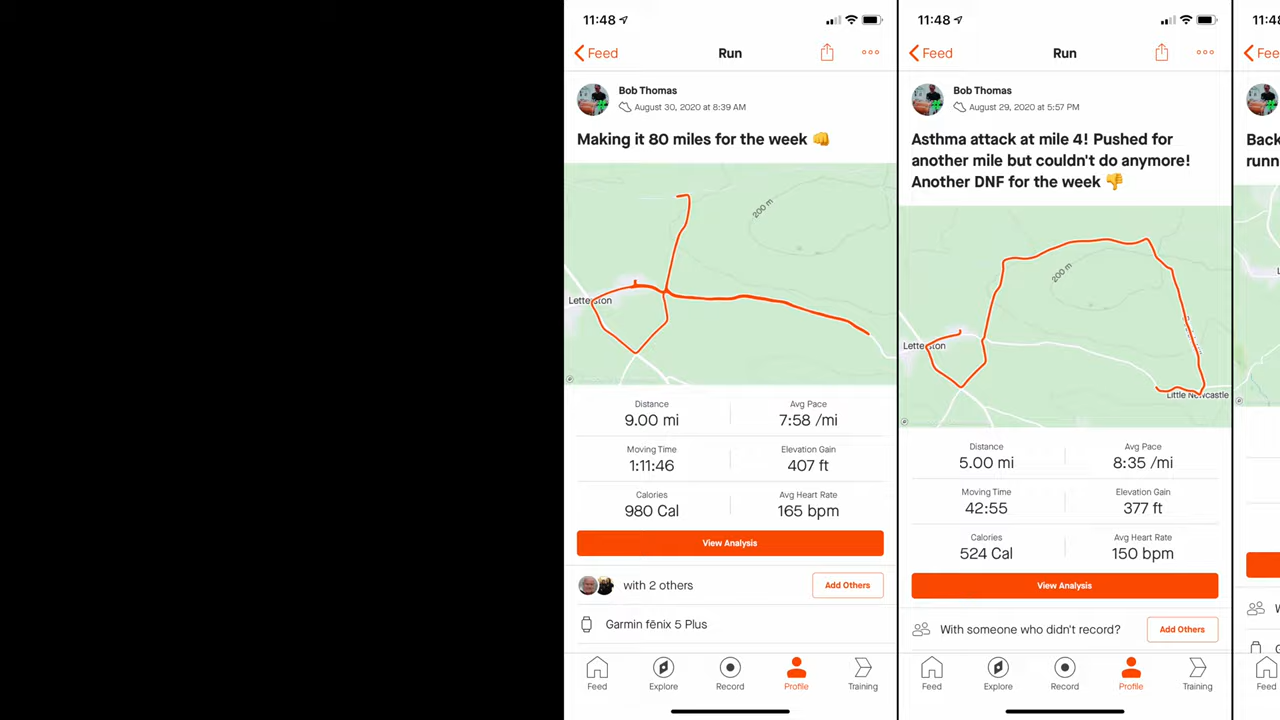 11:48
Feed
Run
Bob Thomas
August 30, 2020 at 8:39 AM
Making it 80 miles for the week 👊
200 m
Letterston
Distance
9.00 mi
Avg Pace
7:58 /mi
Moving Time
1:11:46
Elevation Gain
407 ft
Calories
980 Cal
Avg Heart Rate
165 bpm
View Analysis
with 2 others
Add Others
Garmin fēnix 5 Plus
Feed
Explore
Record
Profile
Training
11:48
Feed
Run
Bob Thomas
August 29, 2020 at 5:57 PM
Asthma attack at mile 4! Pushed for
another mile but couldn't do anymore!
Another DNF for the week 👎
200 m
Letterston
Little Newcastle
Distance
5.00 mi
Avg Pace
8:35 /mi
Moving Time
42:55
Elevation Gain
377 ft
Calories
524 Cal
Avg Heart Rate
150 bpm
View Analysis
With someone who didn't record?
Add Others
Feed
Explore
Record
Profile
Training
11:48
Fee
Back
runn
Feed